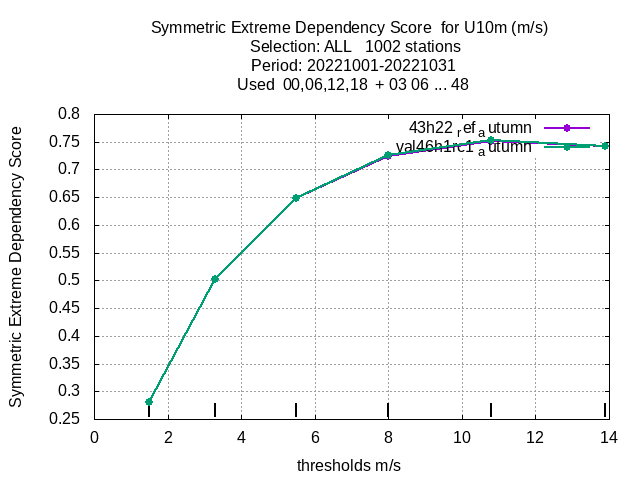 Symmetric Extreme Dependency Score  for U10m (m/s)
Selection: ALL   1002 stations
Period: 20221001-20221031
Used  00,06,12,18  + 03 06 ... 48
Symmetric Extreme Dependency Score
0.8
0.75
0.7
0.65
0.6
0.55
0.5
0.45
0.4
0.35
0.3
0.25
43h22 ref autumn
val46h1rc1 autumn
0 2 4 6 8 10 12 14
thresholds m/s